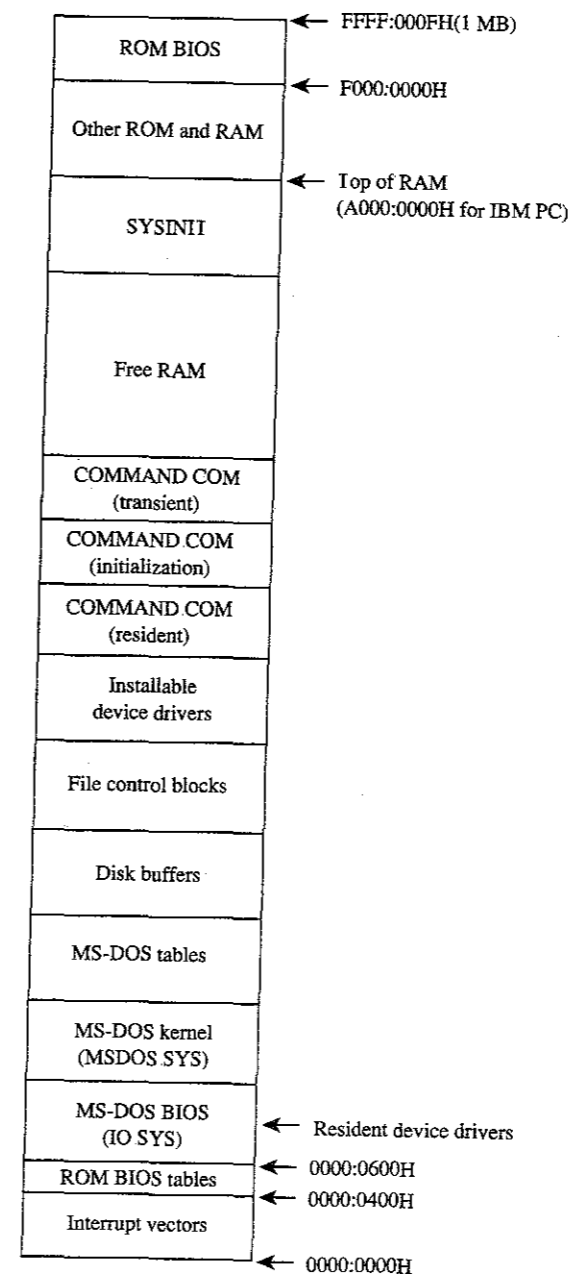 FFFF:000FH(1 MB)
ROM BIOS
F000:0000H
Other ROM and RAM
Top of RAM
(A000:0000H for IBM PC)
SYSINIT
Free RAM
COMMAND COM
(transient)
COMMAND.COM
(initialization)
COMMAND.COM
(resident)
Installable
device drivers
File control blocks
Disk buffers
MS-DOS tables
MS-DOS kernel
(MSDOS SYS)
MS-DOS BIOS
(IO SYS)
Resident device drivers
0000:0600H
ROM BIOS tables
0000:0400H
Interrupt vectors
0000:0000H